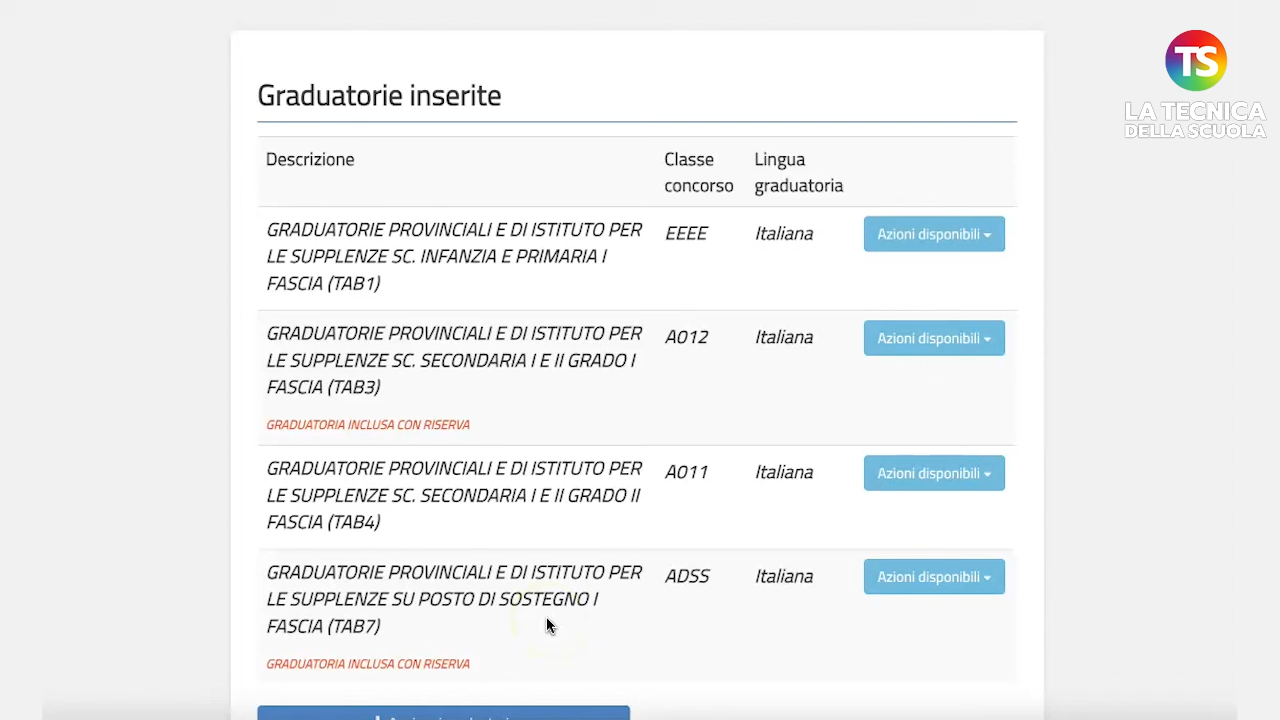 TS
LA TECNICA
DELLA SCUOLA
Graduatorie inserite
Descrizione
Classe
concorso
Lingua
graduatoria
GRADUATORIE PROVINCIALI E DI ISTITUTO PER
LE SUPPLENZE SC. INFANZIA E PRIMARIA I
FASCIA (TAB1)
EEEE
Italiana
Azioni disponibili
GRADUATORIE PROVINCIALI E DI ISTITUTO PER
LE SUPPLENZE SC. SECONDARIA I E II GRADO I
FASCIA (TAB3)
GRADUATORIA INCLUSA CON RISERVA
A012
Italiana
Azioni disponibili
GRADUATORIE PROVINCIALI E DI ISTITUTO PER
LE SUPPLENZE SC. SECONDARIA I E II GRADO II
FASCIA (TAB4)
A011
Italiana
Azioni disponibili
GRADUATORIE PROVINCIALI E DI ISTITUTO PER
LE SUPPLENZE SU POSTO DI SOSTEGNO I
FASCIA (TAB7)
GRADUATORIA INCLUSA CON RISERVA
ADSS
Italiana
Azioni disponibili